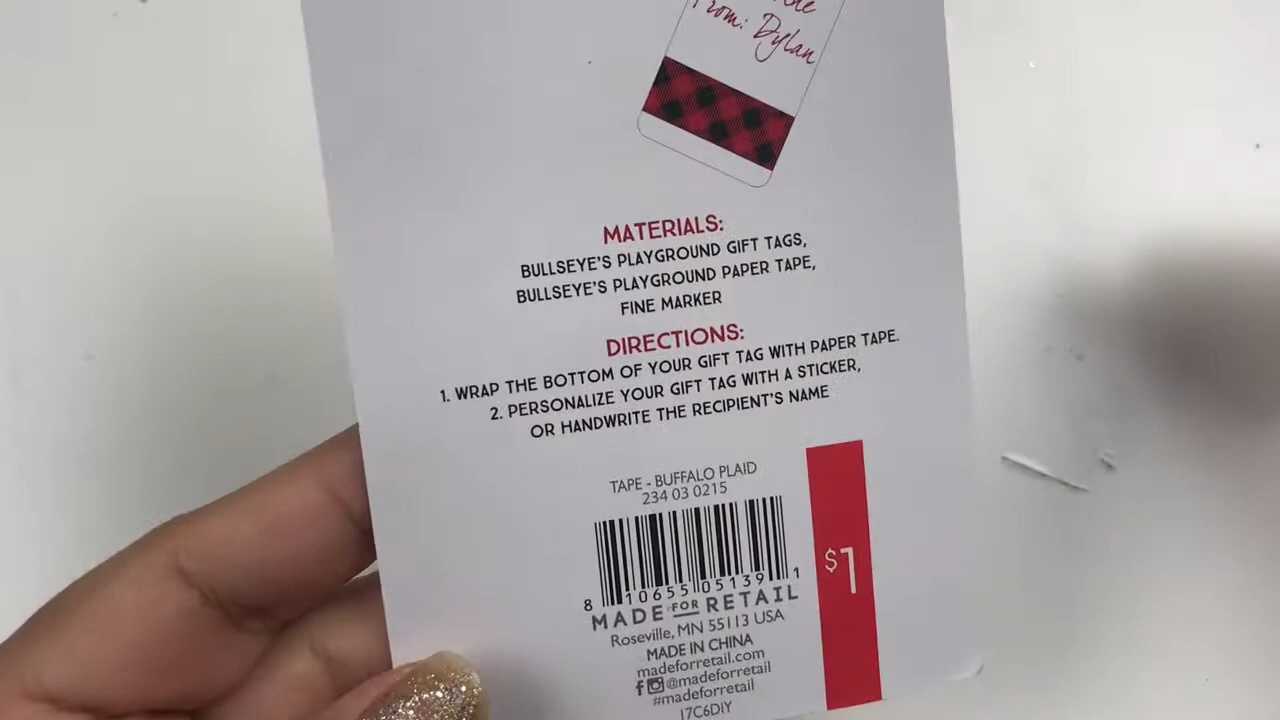 From: Dylan
MATERIALS:
BULLSEYE'S PLAYGROUND GIFT TAGS,
BULLSEYE'S PLAYGROUND PAPER TAPE,
FINE MARKER
DIRECTIONS:
1. WRAP THE BOTTOM OF YOUR GIFT TAG WITH PAPER TAPE.
2. PERSONALIZE YOUR GIFT TAG WITH A STICKER,
OR HANDWRITE THE RECIPIENT'S NAME
TAPE - BUFFALO PLAID
234 03 0215
8 10655 05139 1
$1
MADE FOR RETAIL
Roseville, MN 55113 USA
MADE IN CHINA
madeforretail.com
@madeforretail
#madeforretail
17C6DIY